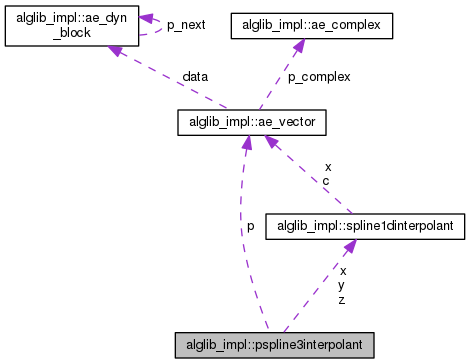 alglib_impl::ae_dyn
_block
p_next
alglib_impl::ae_complex
data
p_complex
alglib_impl::ae_vector
x
c
p
alglib_impl::spline1dinterpolant
x
y
z
alglib_impl::pspline3interpolant